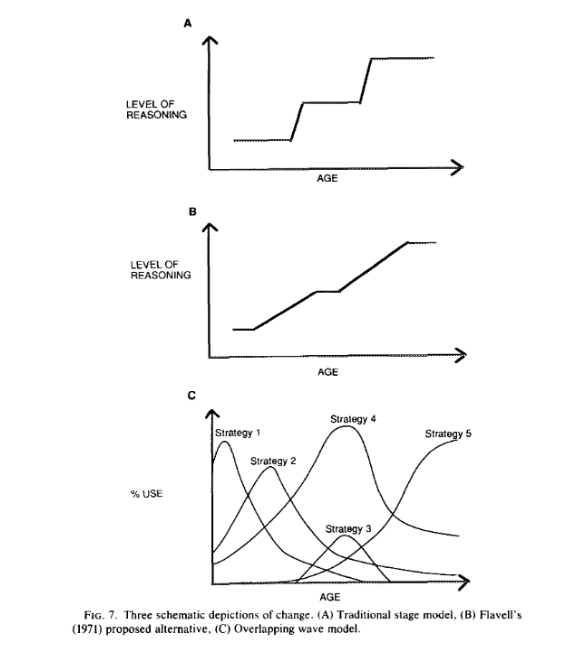 A
LEVEL OF
REASONING
AGE
B
LEVEL OF
REASONING
AGE
C
Strategy 1
Strategy 4
Strategy 5
Strategy 2
% USE
Strategy 3
AGE
FIG. 7. Three schematic depictions of change. (A) Traditional stage model, (B) Flavell's
(1971) proposed alternative, (C) Overlapping wave model.